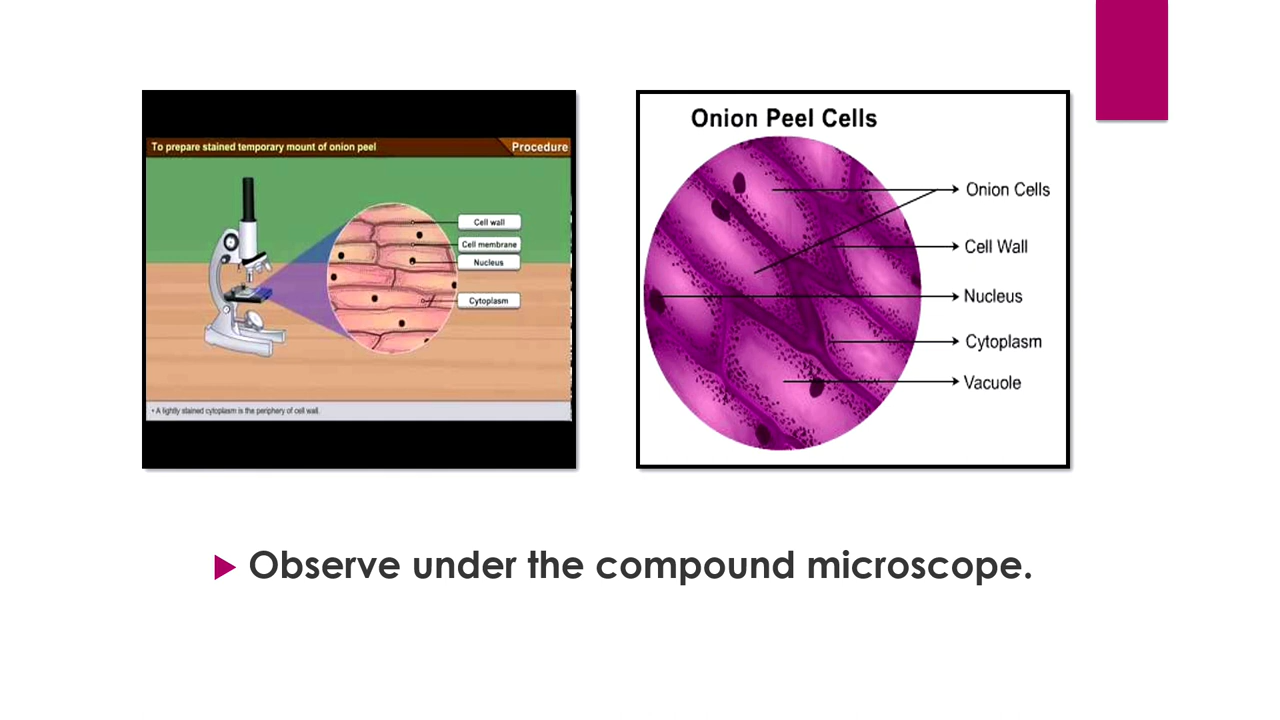 To prepare stained temporary mount of onion peel
Procedure
Cell wall
Cell membrane
Nucleus
Cytoplasm
• A lightly stained cytoplasm is the periphery of cell wall.
Onion Peel Cells
Onion Cells
Cell Wall
Nucleus
Cytoplasm
Vacuole
Observe under the compound microscope.